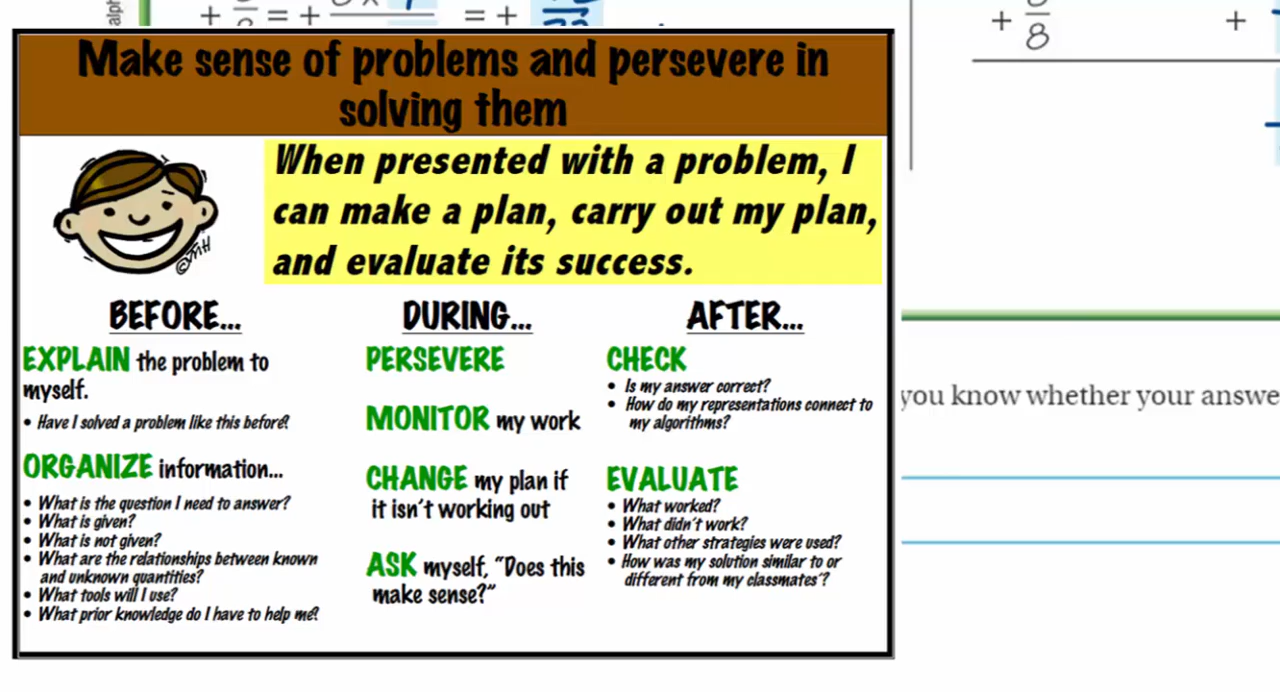 Make sense of problems and persevere in
solving them
When presented with a problem, I
can make a plan, carry out my plan,
and evaluate its success.
©MH
BEFORE...
EXPLAIN the problem to
myself.
• Have I solved a problem like this before?
ORGANIZE information...
• What is the question I need to answer?
• What is given?
• What is not given?
• What are the relationships between known
and unknown quantities?
• What tools will I use?
• What prior knowledge do I have to help me?
DURING...
PERSEVERE
MONITOR my work
CHANGE my plan if
it isn't working out
ASK myself, "Does this
make sense?"
AFTER...
CHECK
• Is my answer correct?
• How do my representations connect to
my algorithms?
EVALUATE
• What worked?
• What didn't work?
• What other strategies were used?
• How was my solution similar to or
different from my classmates'?
+ = + = +
+ 8 +
you know whether your answe